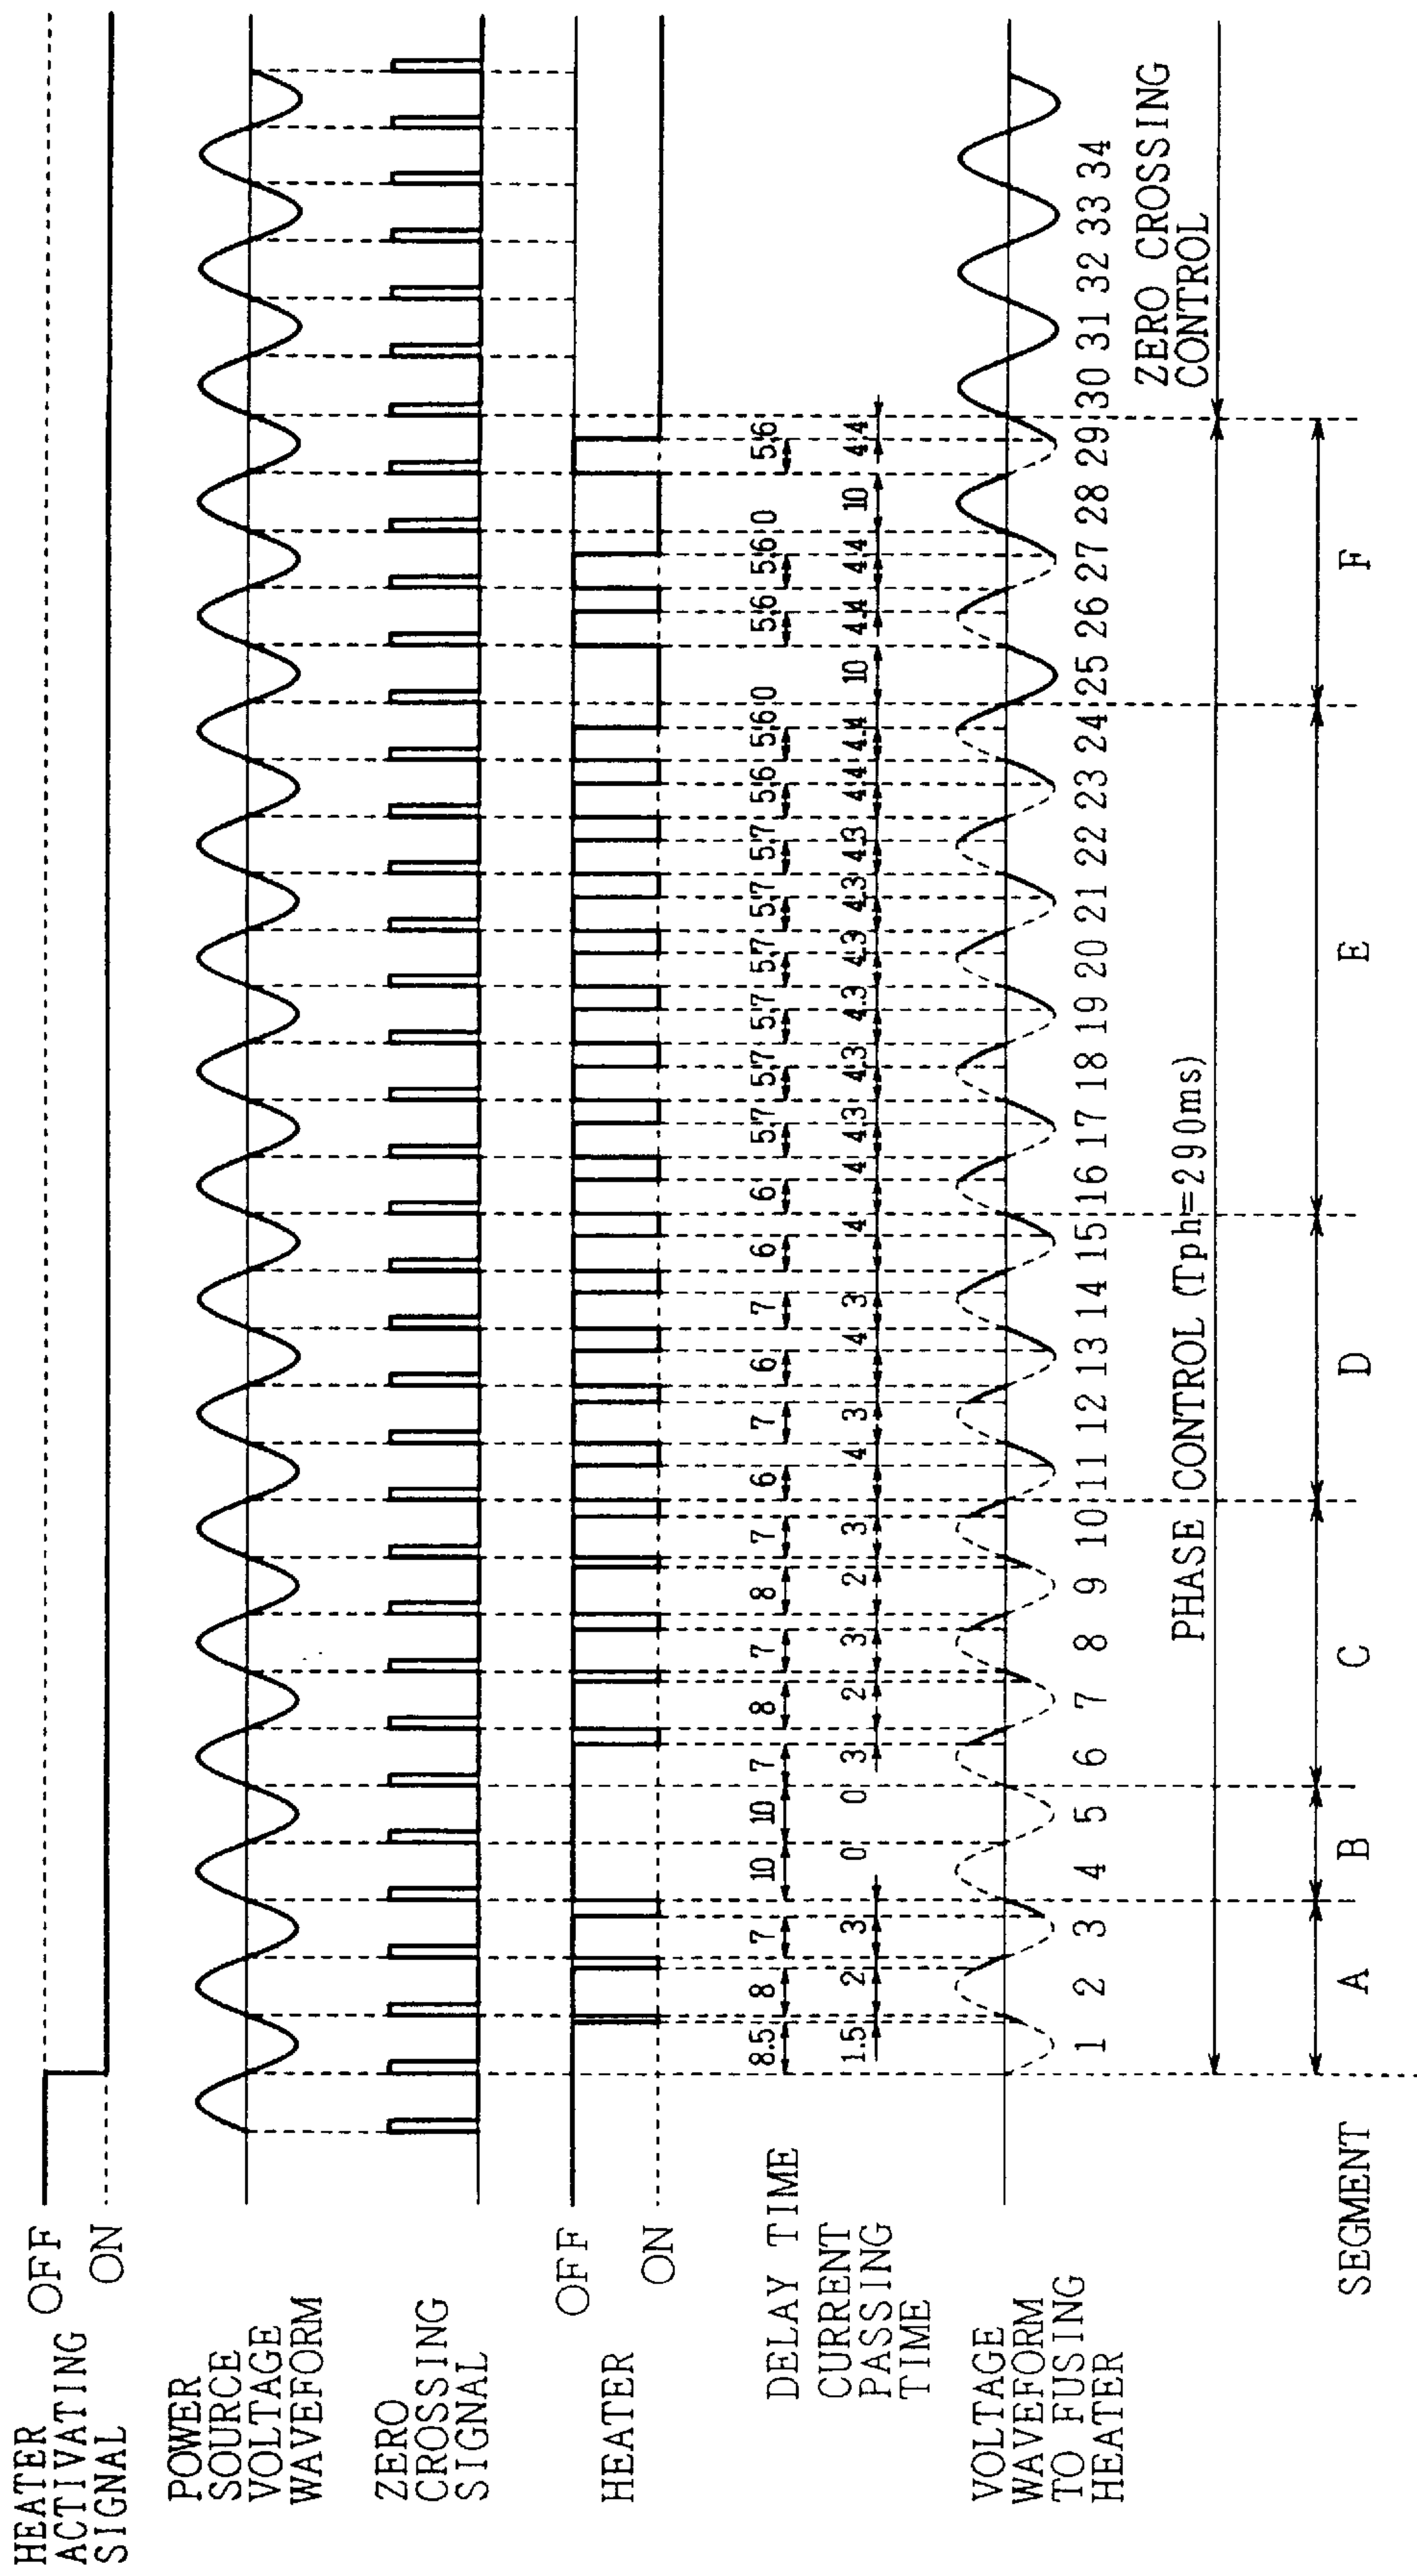 HEATER
ACTIVATING
SIGNAL
OFF
ON
POWER
SOURCE
VOLTAGE
WAVEFORM
ZERO
CROSSING
SIGNAL
HEATER
OFF
ON
DELAY TIME
8.5 8 7 10 10 7 8 7 8 7 6 7 6 7 6 6 5.7 5.7 5.7 5.7 5.7 5.7 5.6 5.6 0 5.6 5.6 0 5.6
CURRENT
PASSING
TIME
1.5 2 3 0 0 3 2 3 2 3 4 3 4 3 4 4 4.3 4.3 4.3 4.3 4.3 4.3 4.4 4.4 10 4.4 4.4 10 4.4
VOLTAGE
WAVEFORM
TO FUSING
HEATER
1 2 3 4 5 6 7 8 9 10 11 12 13 14 15 16 17 18 19 20 21 22 23 24 25 26 27 28 29 30 31 32 33 34
PHASE CONTROL (Tph=290ms)
ZERO CROSSING
CONTROL
SEGMENT
A B C D E F